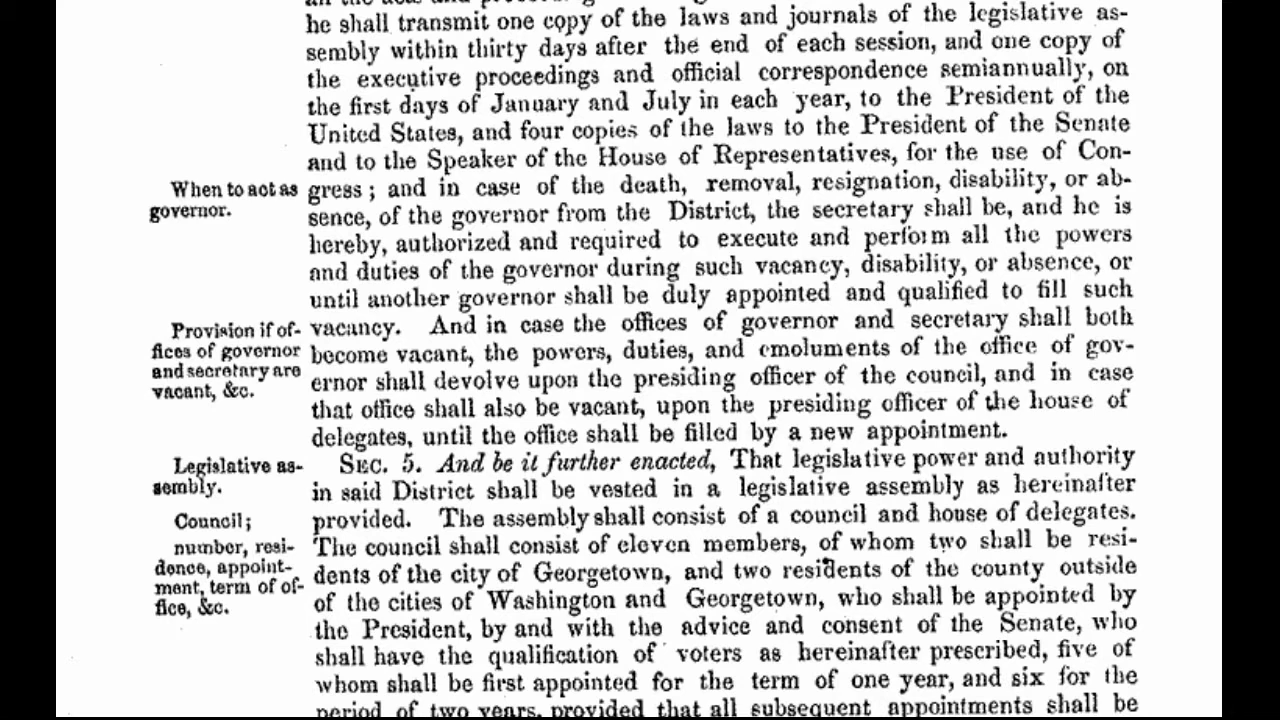 he shall transmit one copy of the laws and journals of the legislative as-
sembly within thirty days after the end of each session, and one copy of
the executive proceedings and official correspondence semiannually, on
the first days of January and July in each year, to the President of the
United States, and four copies of the laws to the President of the Senate
and to the Speaker of the House of Representatives, for the use of Con-
When to act as
governor.
gress; and in case of the death, removal, resignation, disability, or ab-
sence, of the governor from the District, the secretary shall be, and he is
hereby, authorized and required to execute and perform all the powers
and duties of the governor during such vacancy, disability, or absence, or
until another governor shall be duly appointed and qualified to fill such
Provision if of-
fices of governor
and secretary are
vacant, &c.
vacancy. And in case the offices of governor and secretary shall both
become vacant, the powers, duties, and emoluments of the office of gov-
ernor shall devolve upon the presiding officer of the council, and in case
that office shall also be vacant, upon the presiding officer of the house of
delegates, until the office shall be filled by a new appointment.
Legislative as-
sembly.
SEC. 5. And be it further enacted, That legislative power and authority
in said District shall be vested in a legislative assembly as hereinafter
Council;
number, resi-
dence, appoint-
ment, term of of-
fice, &c.
provided. The assembly shall consist of a council and house of delegates.
The council shall consist of eleven members, of whom two shall be resi-
dents of the city of Georgetown, and two residents of the county outside
of the cities of Washington and Georgetown, who shall be appointed by
the President, by and with the advice and consent of the Senate, who
shall have the qualification of voters as hereinafter prescribed, five of
whom shall be first appointed for the term of one year, and six for the
period of two years, provided that all subsequent appointments shall be